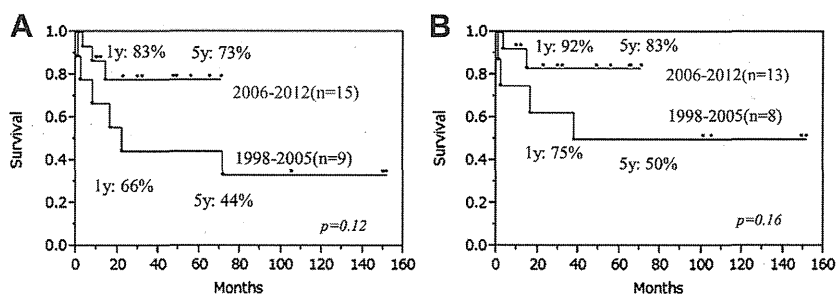 A
1.0
0.8
0.6
0.4
0.2
0.0
Survival
1y: 83% 5y: 73%
2006-2012(n=15)
1998-2005(n=9)
1y: 66%
5y: 44%
p=0.12
0 20 40 60 80 100 120 140 160
Months
B
1.0
0.8
0.6
0.4
0.2
0.0
Survival
1y: 92% 5y: 83%
2006-2012(n=13)
1998-2005(n=8)
1y: 75%
5y: 50%
p=0.16
0 20 40 60 80 100 120 140 160
Months